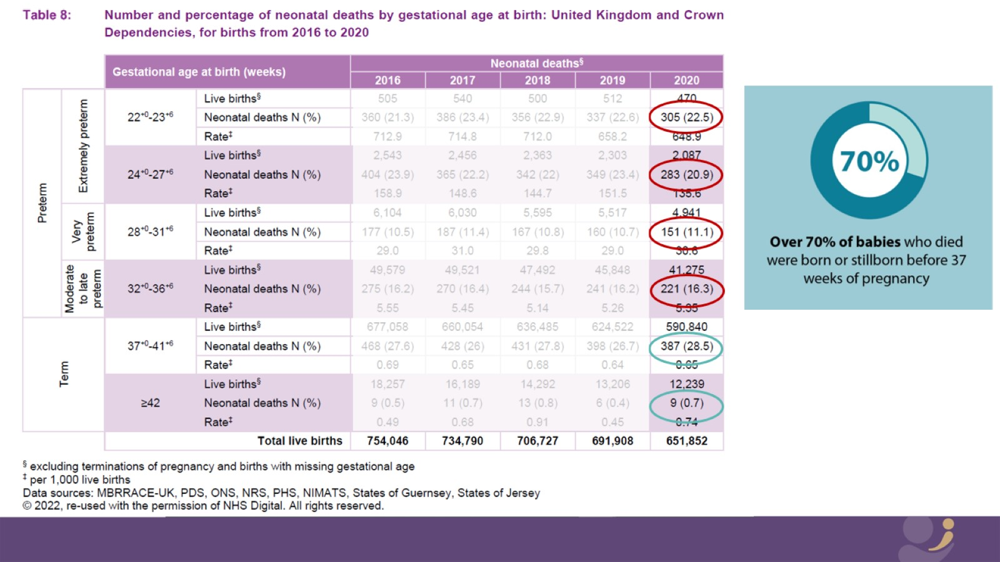 Table 8: Number and percentage of neonatal deaths by gestational age at birth: United Kingdom and Crown
Dependencies, for births from 2016 to 2020
Gestational age at birth (weeks)
Neonatal deaths§
2016 2017 2018 2019 2020
Preterm
Extremely preterm
22+0-23+6
Live births§ 505 540 500 512 470
Neonatal deaths N (%) 360 (21.3) 386 (23.4) 356 (22.9) 337 (22.6) 305 (22.5)
Rate‡ 712.9 714.8 712.0 658.2 648.9
24+0-27+6
Live births§ 2,543 2,456 2,363 2,303 2,087
Neonatal deaths N (%) 404 (23.9) 365 (22.2) 342 (22) 349 (23.4) 283 (20.9)
Rate‡ 158.9 148.6 144.7 151.5 135.6
Very
preterm
28+0-31+6
Live births§ 6,104 6,030 5,595 5,517 4,941
Neonatal deaths N (%) 177 (10.5) 187 (11.4) 167 (10.8) 160 (10.7) 151 (11.1)
Rate‡ 29.0 31.0 29.8 29.0 30.6
Moderate
to late
preterm
32+0-36+6
Live births§ 49,579 49,521 47,492 45,848 41,275
Neonatal deaths N (%) 275 (16.2) 270 (16.4) 244 (15.7) 241 (16.2) 221 (16.3)
Rate‡ 5.55 5.45 5.14 5.26 5.35
Term
37+0-41+6
Live births§ 677,058 660,054 636,485 624,522 590,840
Neonatal deaths N (%) 468 (27.6) 428 (26) 431 (27.8) 398 (26.7) 387 (28.5)
Rate‡ 0.69 0.65 0.68 0.64 0.65
≥42
Live births§ 18,257 16,189 14,292 13,206 12,239
Neonatal deaths N (%) 9 (0.5) 11 (0.7) 13 (0.8) 6 (0.4) 9 (0.7)
Rate‡ 0.49 0.68 0.91 0.45 0.74
Total live births 754,046 734,790 706,727 691,908 651,852
§ excluding terminations of pregnancy and births with missing gestational age
‡ per 1,000 live births
Data sources: MBRRACE-UK, PDS, ONS, NRS, PHS, NIMATS, States of Guernsey, States of Jersey
© 2022, re-used with the permission of NHS Digital. All rights reserved.
70%
Over 70% of babies who died
were born or stillborn before 37
weeks of pregnancy